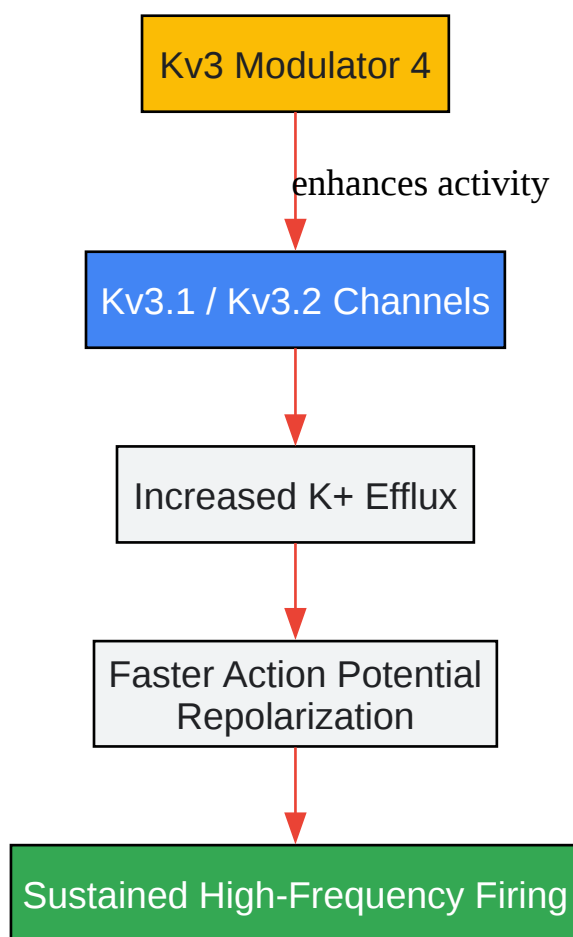 Kv3 Modulator 4
enhances activity
Kv3.1 / Kv3.2 Channels
Increased K+ Efflux
Faster Action Potential
Repolarization
Sustained High-Frequency Firing